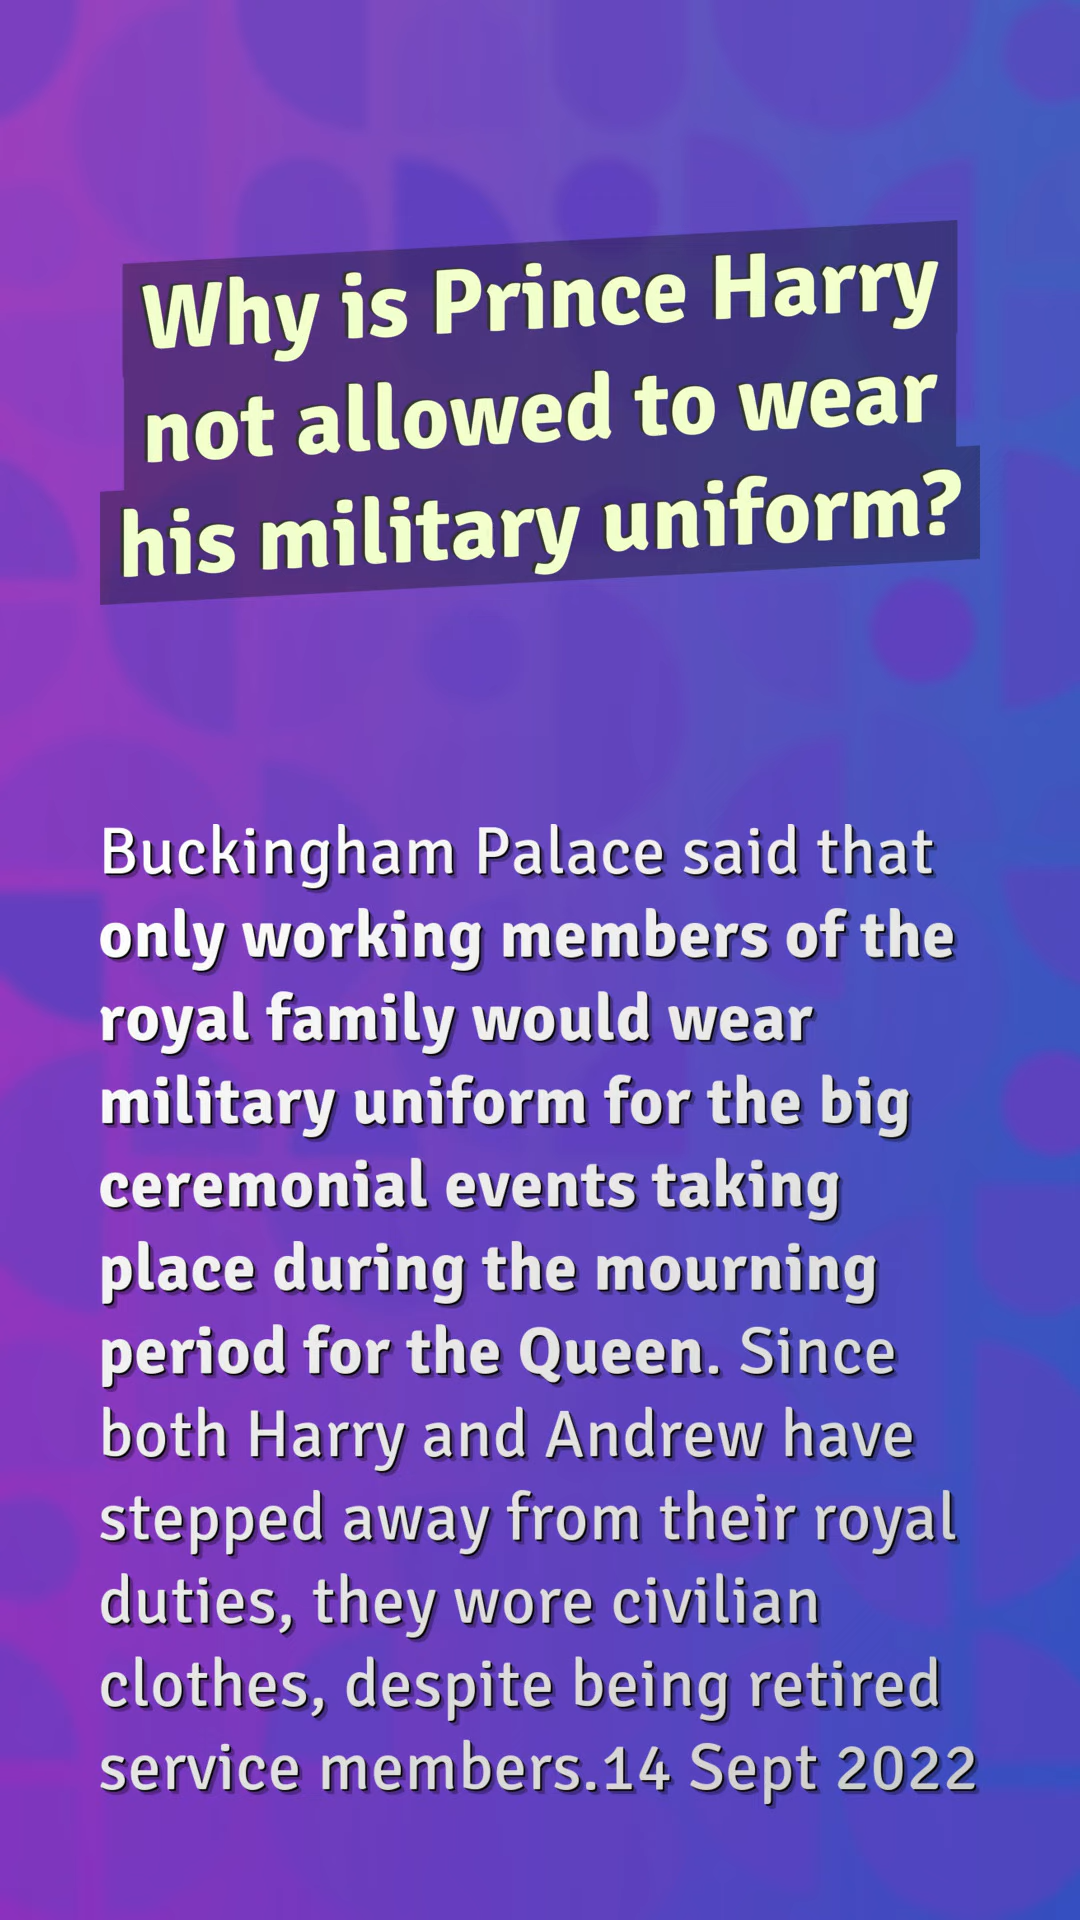 Why is Prince Harry
not allowed to wear
his military uniform?
Buckingham Palace said that
only working members of the
royal family would wear
military uniform for the big
ceremonial events taking
place during the mourning
period for the Queen. Since
both Harry and Andrew have
stepped away from their royal
duties, they wore civilian
clothes, despite being retired
service members.14 Sept 2022